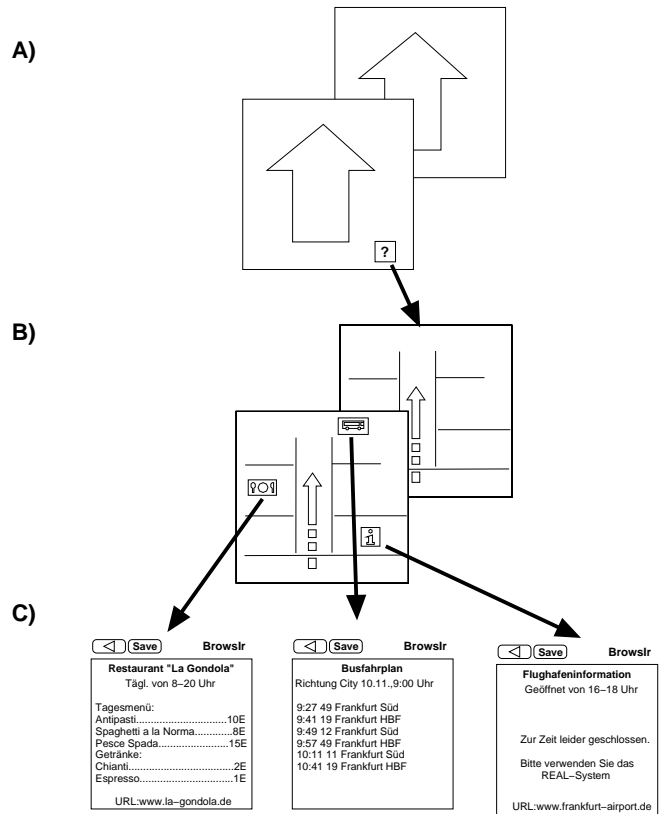 A)
?
B)
i
C)
Save BrowsIr
Restaurant "La Gondola"
Tägl. von 8–20 Uhr
Tagesmenü:
Antipasti..............................10E
Spaghetti a la Norma............8E
Pesce Spada.......................15E
Getränke:
Chianti...................................2E
Espresso...............................1E
URL:www.la–gondola.de
Save BrowsIr
Busfahrplan
Richtung City 10.11.,9:00 Uhr
9:27 49 Frankfurt Süd
9:41 19 Frankfurt HBF
9:49 12 Frankfurt Süd
9:57 49 Frankfurt HBF
10:11 11 Frankfurt Süd
10:41 19 Frankfurt HBF
Save BrowsIr
Flughafeninformation
Geöffnet von 16–18 Uhr
Zur Zeit leider geschlossen.
Bitte verwenden Sie das
REAL–System
URL:www.frankfurt–airport.de